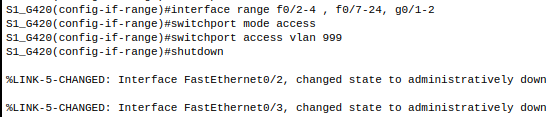 S1_G420(config-if-range)#interface range f0/2-4 , f0/7-24, g0/1-2
S1_G420(config-if-range)#switchport mode access
S1_G420(config-if-range)#switchport access vlan 999
S1_G420(config-if-range)#shutdown
%LINK-5-CHANGED: Interface FastEthernet0/2, changed state to administratively down
%LINK-5-CHANGED: Interface FastEthernet0/3, changed state to administratively down